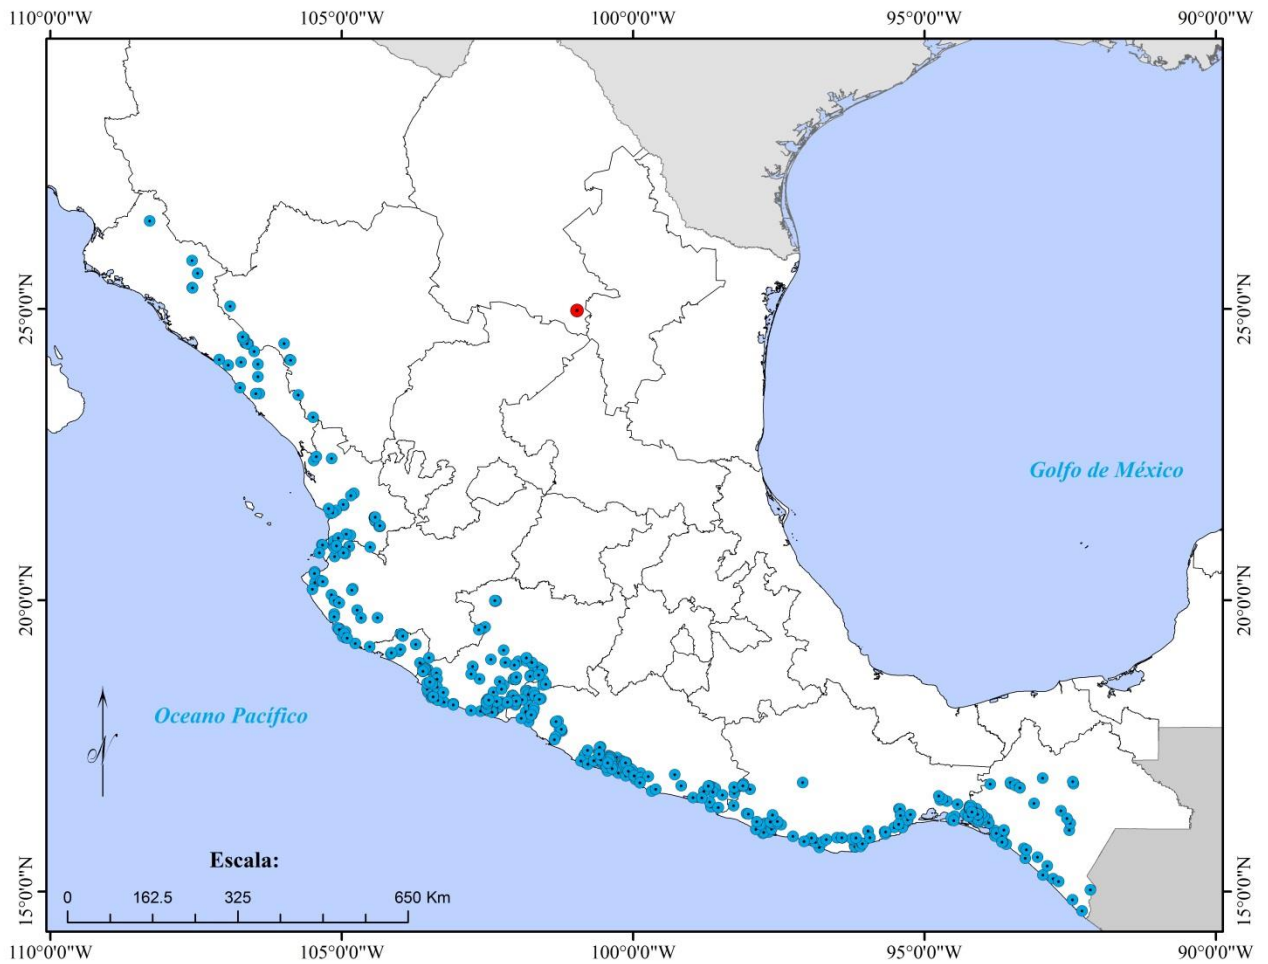 110°0'0"W 105°0'0"W 100°0'0"W 95°0'0"W 90°0'0"W
25°0'0"N 25°0'0"N
Golfo de México
20°0'0"N 20°0'0"N
Oceano Pacífico
N
Escala:
15°0'0"N 15°0'0"N
0 162.5 325 650 Km
110°0'0"W 105°0'0"W 100°0'0"W 95°0'0"W 90°0'0"W